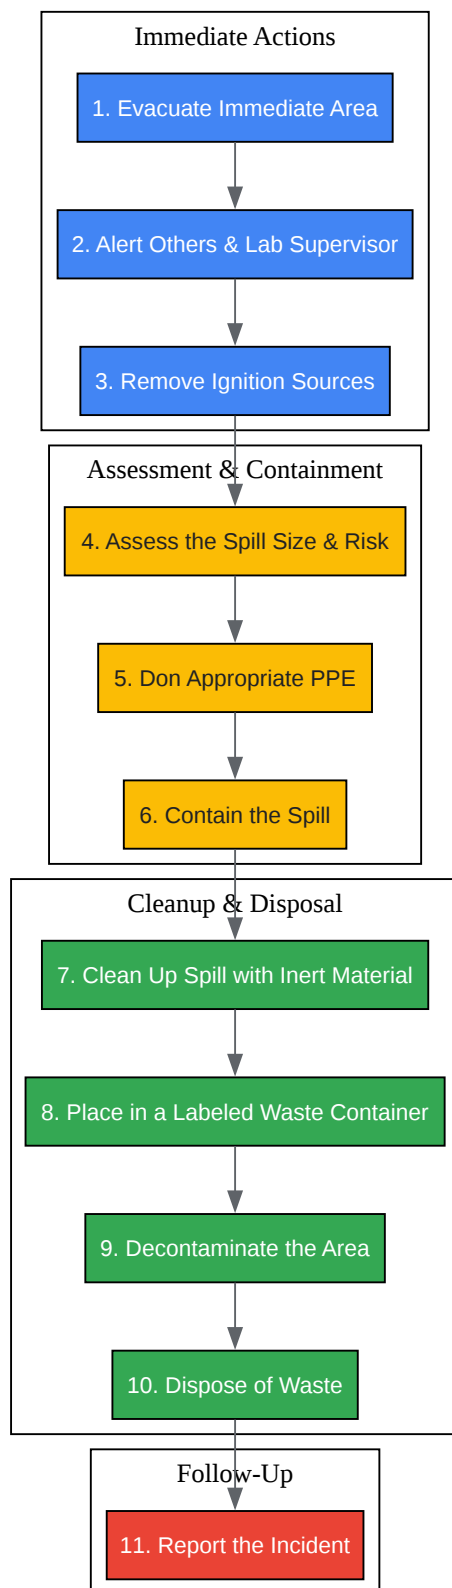 Immediate Actions
1. Evacuate Immediate Area
2. Alert Others & Lab Supervisor
3. Remove Ignition Sources
Assessment & Containment
4. Assess the Spill Size & Risk
5. Don Appropriate PPE
6. Contain the Spill
Cleanup & Disposal
7. Clean Up Spill with Inert Material
8. Place in a Labeled Waste Container
9. Decontaminate the Area
10. Dispose of Waste
Follow-Up
11. Report the Incident